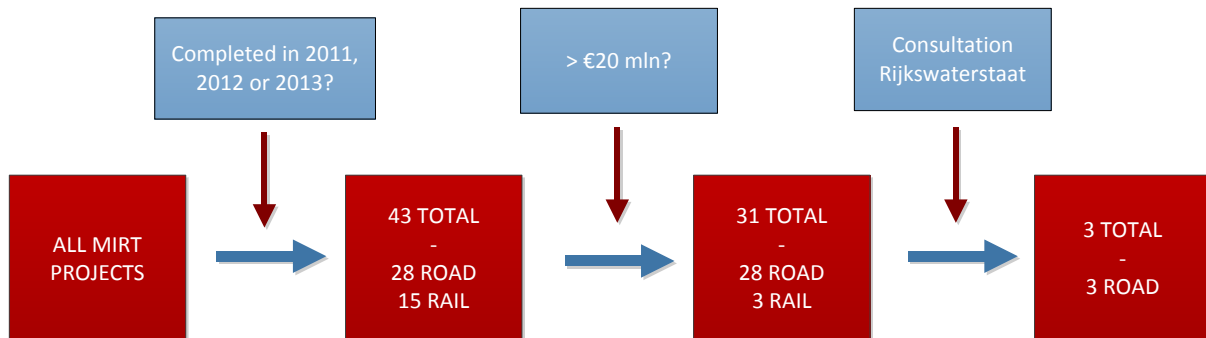 Completed in 2011,
2012 or 2013?
> €20 mln?
Consultation
Rijkswaterstaat
ALL MIRT
PROJECTS
43 TOTAL
-
28 ROAD
15 RAIL
31 TOTAL
-
28 ROAD
3 RAIL
3 TOTAL
-
3 ROAD